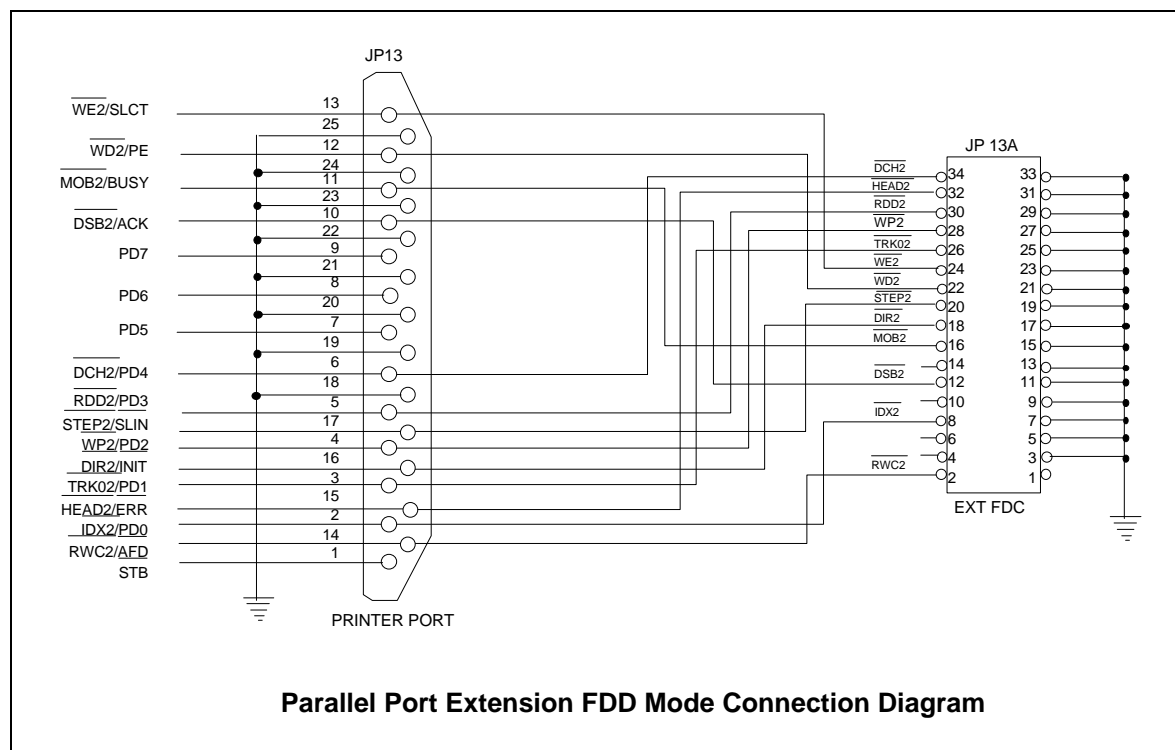 JP13
WE2/SLCT
WD2/PE
MOB2/BUSY
DSB2/ACK
PD7
PD6
PD5
DCH2/PD4
RDD2/PD3
STEP2/SLIN
WP2/PD2
DIR2/INIT
TRK02/PD1
HEAD2/ERR
IDX2/PD0
RWC2/AFD
STB
13
25
12
24
11
23
10
22
9
21
8
20
7
19
6
18
5
17
4
16
3
15
2
14
1
PRINTER PORT
DCH2
HEAD2
RDD2
WP2
TRK02
WE2
WD2
STEP2
DIR2
MOB2
DSB2
IDX2
RWC2
JP 13A
34 33
32 31
30 29
28 27
26 25
24 23
22 21
20 19
18 17
16 15
14 13
12 11
10 9
8 7
6 5
4 3
2 1
EXT FDC
Parallel Port Extension FDD Mode Connection Diagram